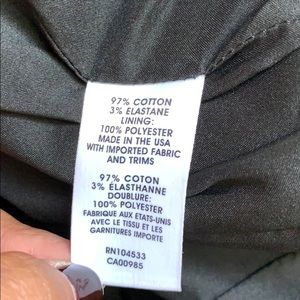 97% COTTON
3% ELASTANE
LINING:
100% POLYESTER
MADE IN THE USA
WITH IMPORTED FABRIC
AND TRIMS
97% COTON
3% ÉLASTHANNE
DOUBLURE:
100% POLYESTER
FABRIQUE AUX ETATS-UNIS
AVEC LE TISSU ET LES
GARNITURES IMPORTE
RN104533
CA00985